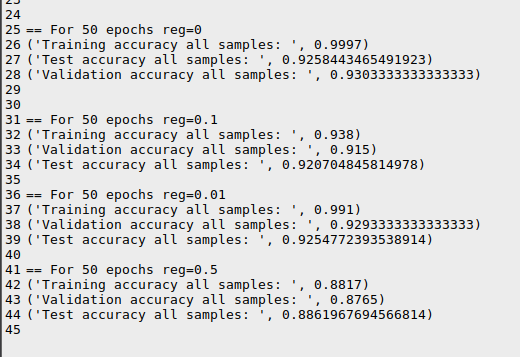 24
25 == For 50 epochs reg=0
26 ('Training accuracy all samples: ', 0.9997)
27 ('Test accuracy all samples: ', 0.9258443465491923)
28 ('Validation accuracy all samples: ', 0.9303333333333333)
29
30
31 == For 50 epochs reg=0.1
32 ('Training accuracy all samples: ', 0.938)
33 ('Validation accuracy all samples: ', 0.915)
34 ('Test accuracy all samples: ', 0.920704845814978)
35
36 == For 50 epochs reg=0.01
37 ('Training accuracy all samples: ', 0.991)
38 ('Validation accuracy all samples: ', 0.9293333333333333)
39 ('Test accuracy all samples: ', 0.9254772393538914)
40
41 == For 50 epochs reg=0.5
42 ('Training accuracy all samples: ', 0.8817)
43 ('Validation accuracy all samples: ', 0.8765)
44 ('Test accuracy all samples: ', 0.8861967694566814)
45